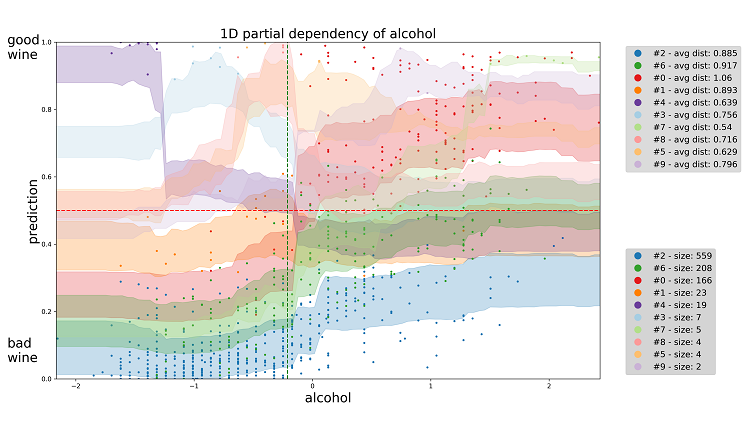 1D partial dependency of alcohol
good
wine
1.0
0.8
0.6
prediction
0.4
0.2
bad
wine
0.0
−2
−1
0
1
2
alcohol
#2 - avg dist: 0.885
#6 - avg dist: 0.917
#0 - avg dist: 1.06
#1 - avg dist: 0.893
#4 - avg dist: 0.639
#3 - avg dist: 0.756
#7 - avg dist: 0.54
#8 - avg dist: 0.716
#5 - avg dist: 0.629
#9 - avg dist: 0.796
#2 - size: 559
#6 - size: 208
#0 - size: 166
#1 - size: 23
#4 - size: 19
#3 - size: 7
#7 - size: 5
#8 - size: 4
#5 - size: 4
#9 - size: 2